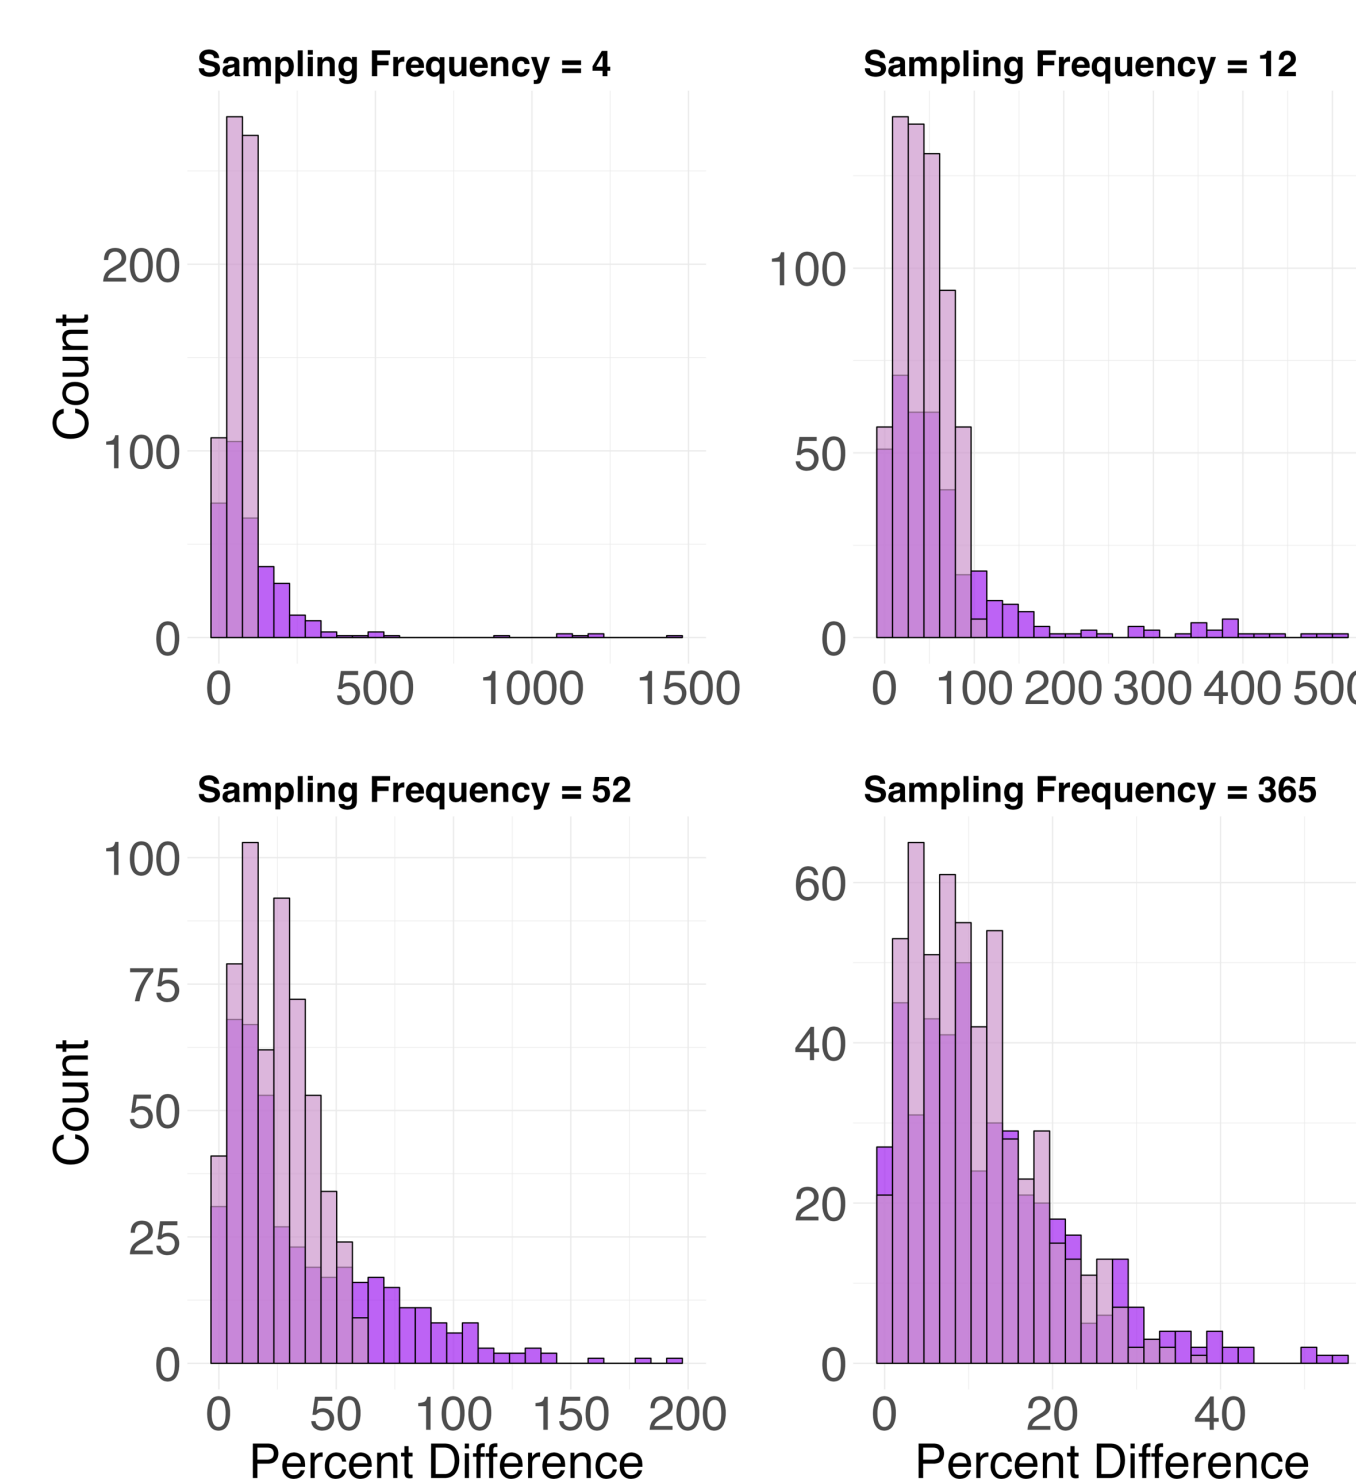 Sampling Frequency = 4
Sampling Frequency = 12
Count
200
100
0
100
50
0
0 500 1000 1500
0 100 200 300 400 500
Sampling Frequency = 52
Sampling Frequency = 365
Count
100
75
50
25
0
60
40
20
0
0 50 100 150 200
0 20 40
Percent Difference
Percent Difference